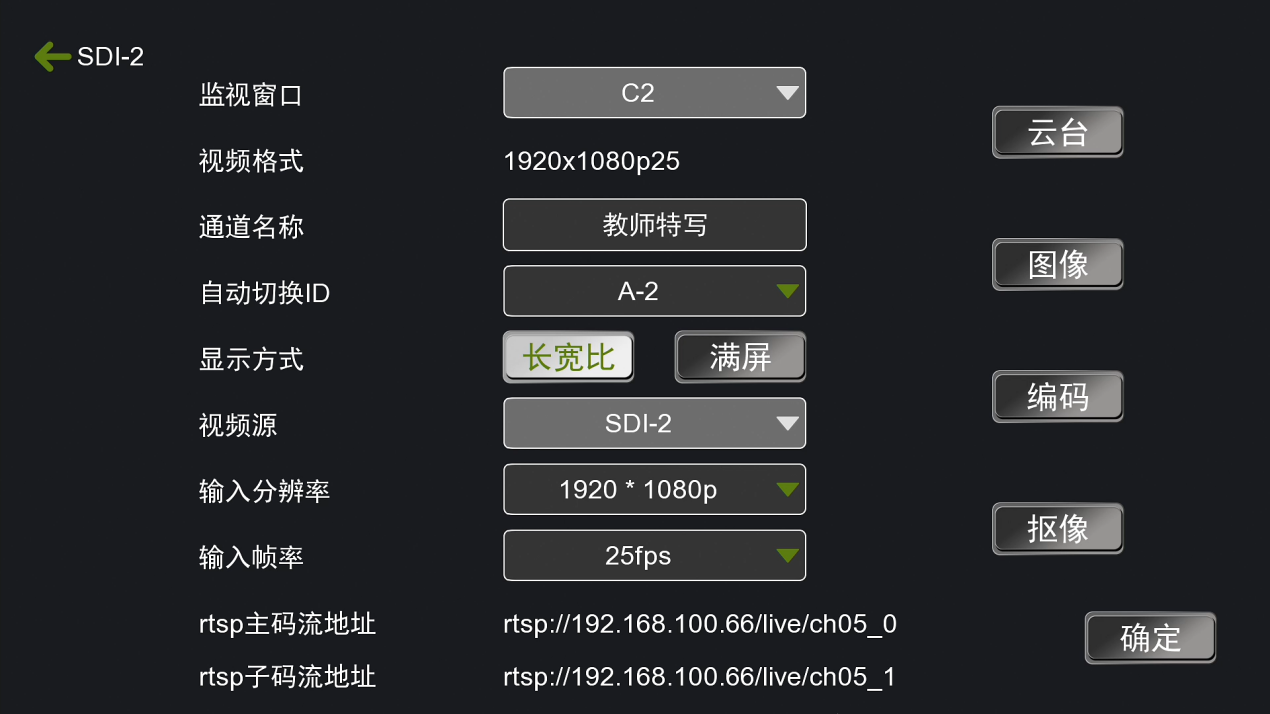 SDI-2
监视窗口 C2
云台
视频格式 1920x1080p25
通道名称 教师特写
图像
自动切换ID A-2
显示方式 长宽比 满屏
编码
视频源 SDI-2
输入分辨率 1920 * 1080p
抠像
输入帧率 25fps
rtsp主码流地址 rtsp://192.168.100.66/live/ch05_0
确定
rtsp子码流地址 rtsp://192.168.100.66/live/ch05_1